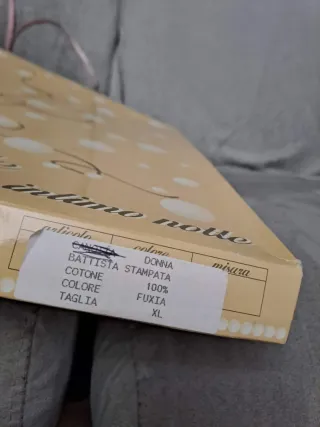 intimo notte
articolo colore misura
DONNA
BATTISTA STAMPATA
COTONE 100%
COLORE FUXIA
TAGLIA XL